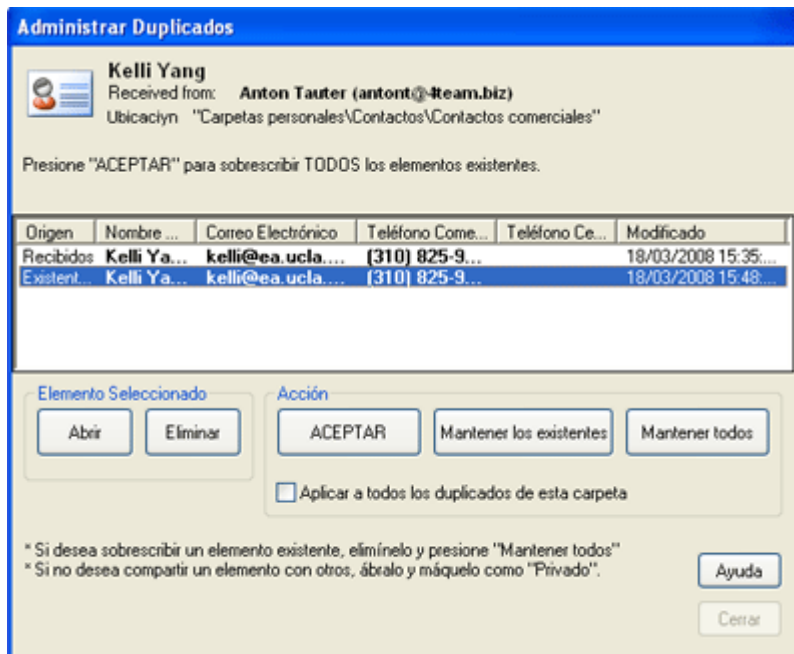 Administrar Duplicados
Kelli Yang
Received from: Anton Tauter (antont@4team.biz)
Ubicaciyn "Carpetas personales\Contactos\Contactos comerciales"
Presione "ACEPTAR" para sobrescribir TODOS los elementos existentes.
Origen Nombre ... Correo Electrónico Teléfono Come... Teléfono Ce... Modificado
Recibidos Kelli Ya... kelli@ea.ucla.... (310) 825-9... 18/03/2008 15:35:...
Existent... Kelli Ya... kelli@ea.ucla.... (310) 825-9... 18/03/2008 15:48:...
Elemento Seleccionado Acción
Abrir Eliminar ACEPTAR Mantener los existentes Mantener todos
Aplicar a todos los duplicados de esta carpeta
* Si desea sobrescribir un elemento existente, elimínelo y presione "Mantener todos"
* Si no desea compartir un elemento con otros, ábralo y máquelo como "Privado".
Ayuda
Cerrar